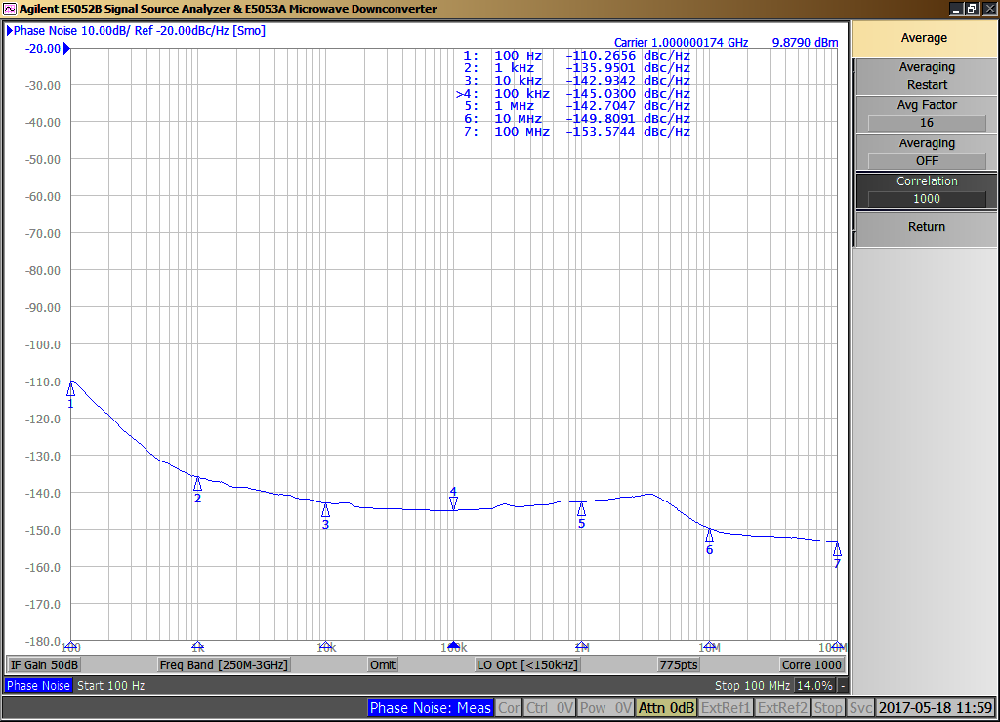 Agilent E5052B Signal Source Analyzer & E5053A Microwave Downconverter
Phase Noise 10.00dB/ Ref -20.00dBc/Hz [Smo]
Carrier 1.000000174 GHz 9.8790 dBm
1: 100 Hz -110.2656 dBc/Hz
2: 1 kHz -135.9501 dBc/Hz
3: 10 kHz -142.9342 dBc/Hz
>4: 100 kHz -145.0300 dBc/Hz
5: 1 MHz -142.7047 dBc/Hz
6: 10 MHz -149.8091 dBc/Hz
7: 100 MHz -153.5744 dBc/Hz
-20.00
-30.00
-40.00
-50.00
-60.00
-70.00
-80.00
-90.00
-100.0
-110.0
-120.0
-130.0
-140.0
-150.0
-160.0
-170.0
-180.0
1
2
3
4
5
6
7
100 1k 10k 100k 1M 10M 100M
IF Gain 50dB Freq Band [250M-3GHz] Omit LO Opt [<150kHz] 775pts Corre 1000
Phase Noise Start 100 Hz Stop 100 MHz 14.0% -
Phase Noise: Meas Cor Ctrl 0V Pow 0V Attn 0dB ExtRef1 ExtRef2 Stop Svc 2017-05-18 11:59
Average
Averaging
Restart
Avg Factor
16
Averaging
OFF
Correlation
1000
Return